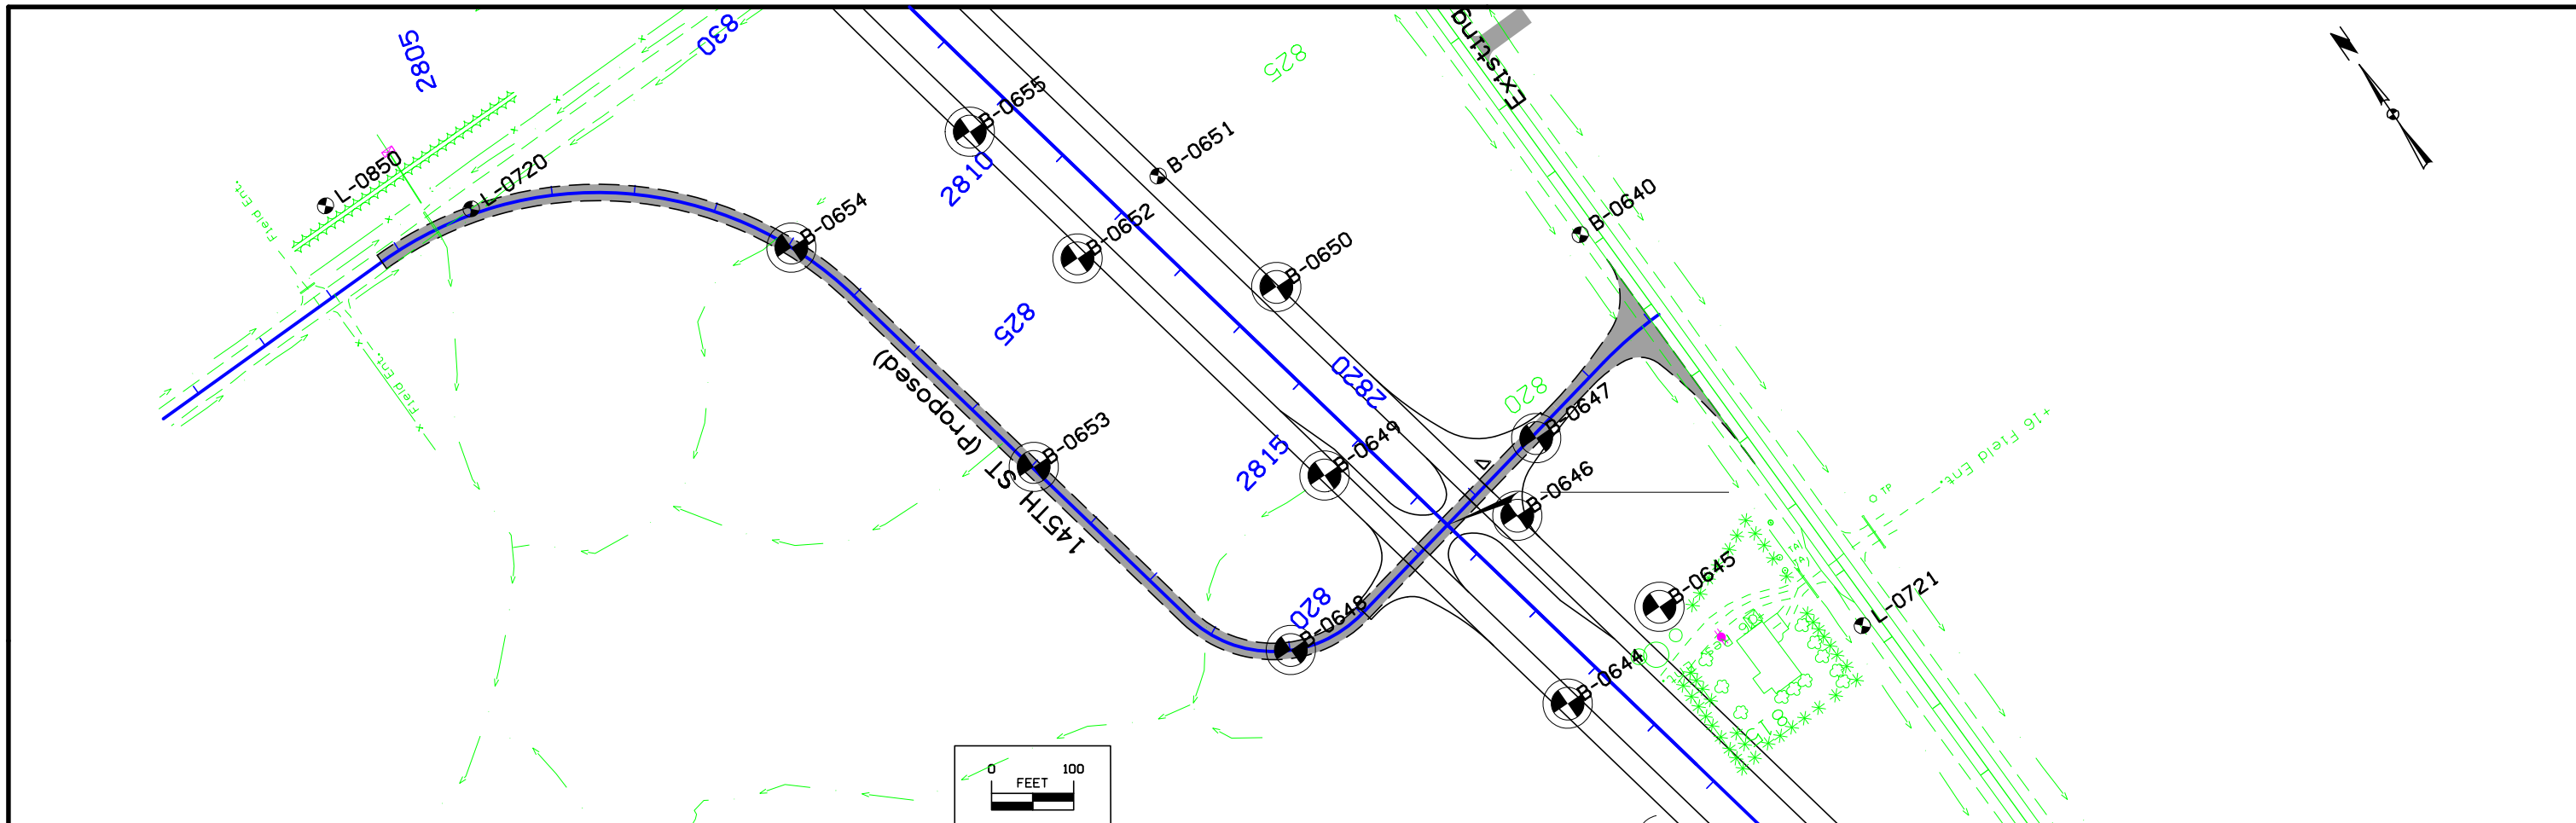 2805
830
825
Existing
B-0655
B-0651
2810
L-0850
L-0720
Field Ent.
B-0654
B-0652
B-0650
B-0640
825
145TH ST (Proposed)
Field Ent.
2820
820
B-0647
B-0653
2815
B-0649
B-0646
+16 Field Ent.
TP
B-0645
L-0721
820
B-0648
B-0644
0 100
FEET